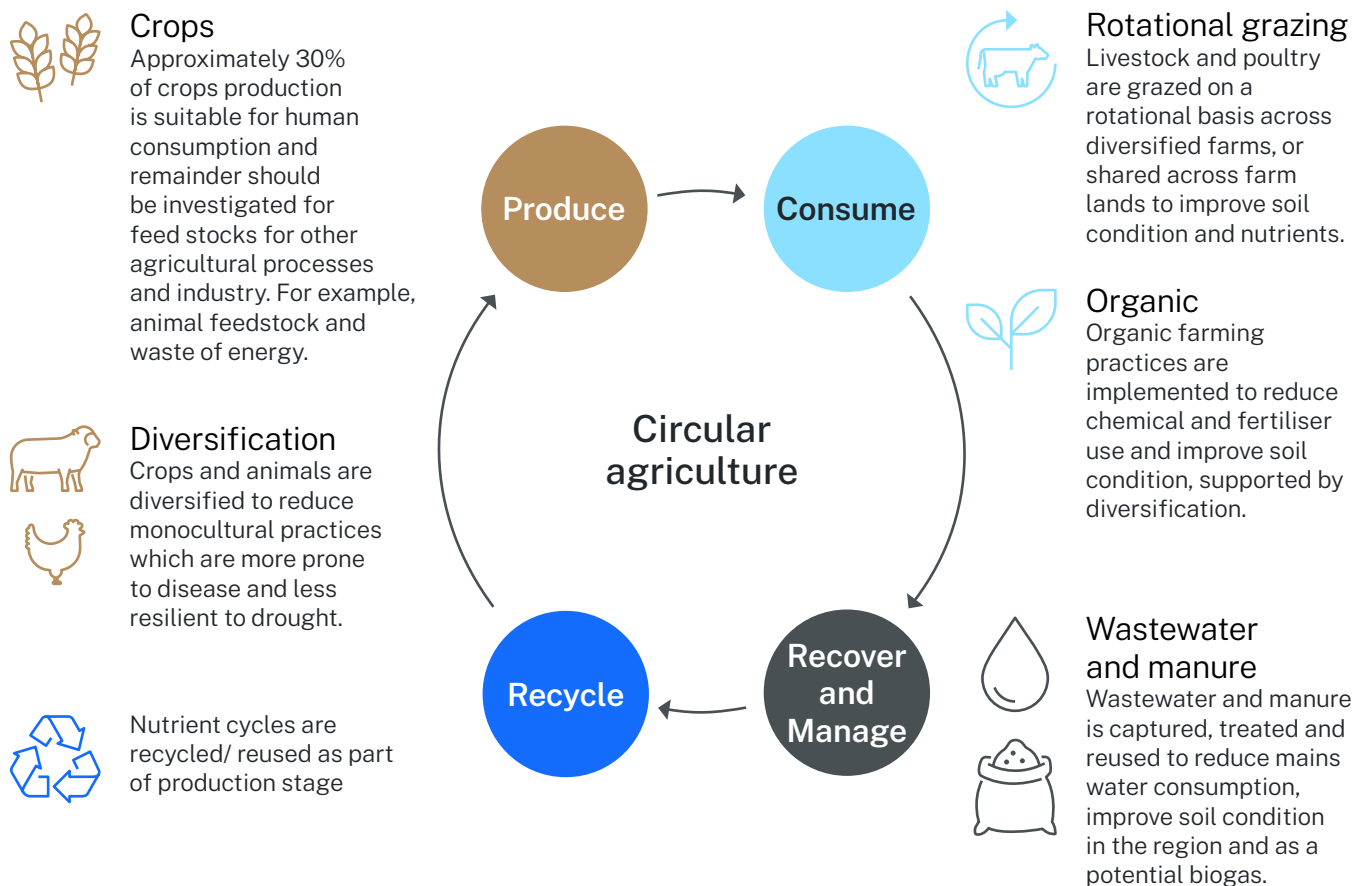 Crops
Approximately 30%
of crops production
is suitable for human
consumption and
remainder should
be investigated for
feed stocks for other
agricultural processes
and industry. For example,
animal feedstock and
waste of energy.
Diversification
Crops and animals are
diversified to reduce
monocultural practices
which are more prone
to disease and less
resilient to drought.
Nutrient cycles are
recycled/ reused as part
of production stage
Produce
Consume
Circular
agriculture
Recycle
Recover
and
Manage
Rotational grazing
Livestock and poultry
are grazed on a
rotational basis across
diversified farms, or
shared across farm
lands to improve soil
condition and nutrients.
Organic
Organic farming
practices are
implemented to reduce
chemical and fertiliser
use and improve soil
condition, supported by
diversification.
Wastewater
and manure
Wastewater and manure
is captured, treated and
reused to reduce mains
water consumption,
improve soil condition
in the region and as a
potential biogas.